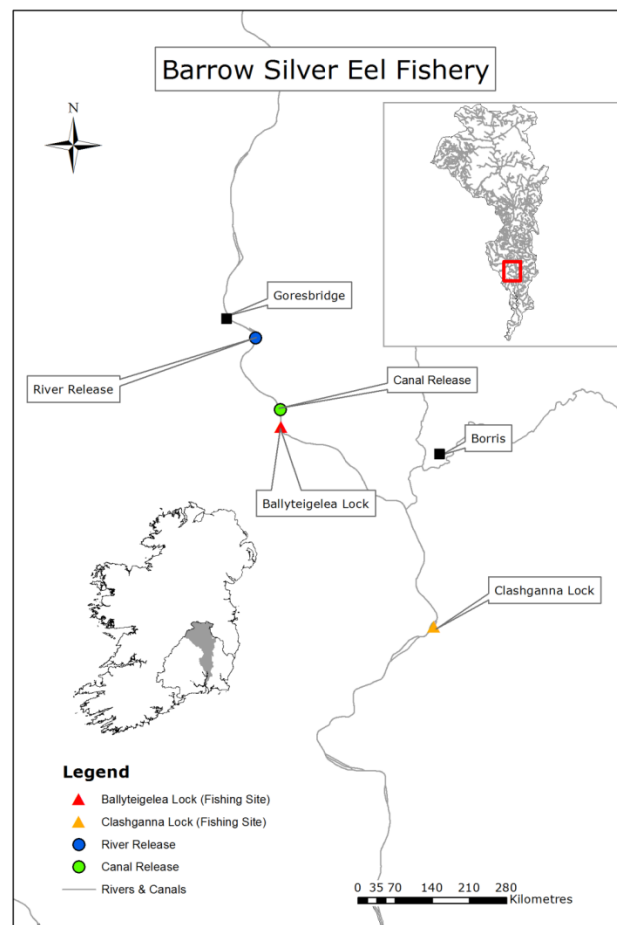 Barrow Silver Eel Fishery
N
Goresbridge
River Release
Canal Release
Borris
Ballyteigelea Lock
Clashganna Lock
Legend
Ballyteigelea Lock (Fishing Site)
Clashganna Lock (Fishing Site)
River Release
Canal Release
Rivers & Canals
0 35 70 140 210 280
Kilometres